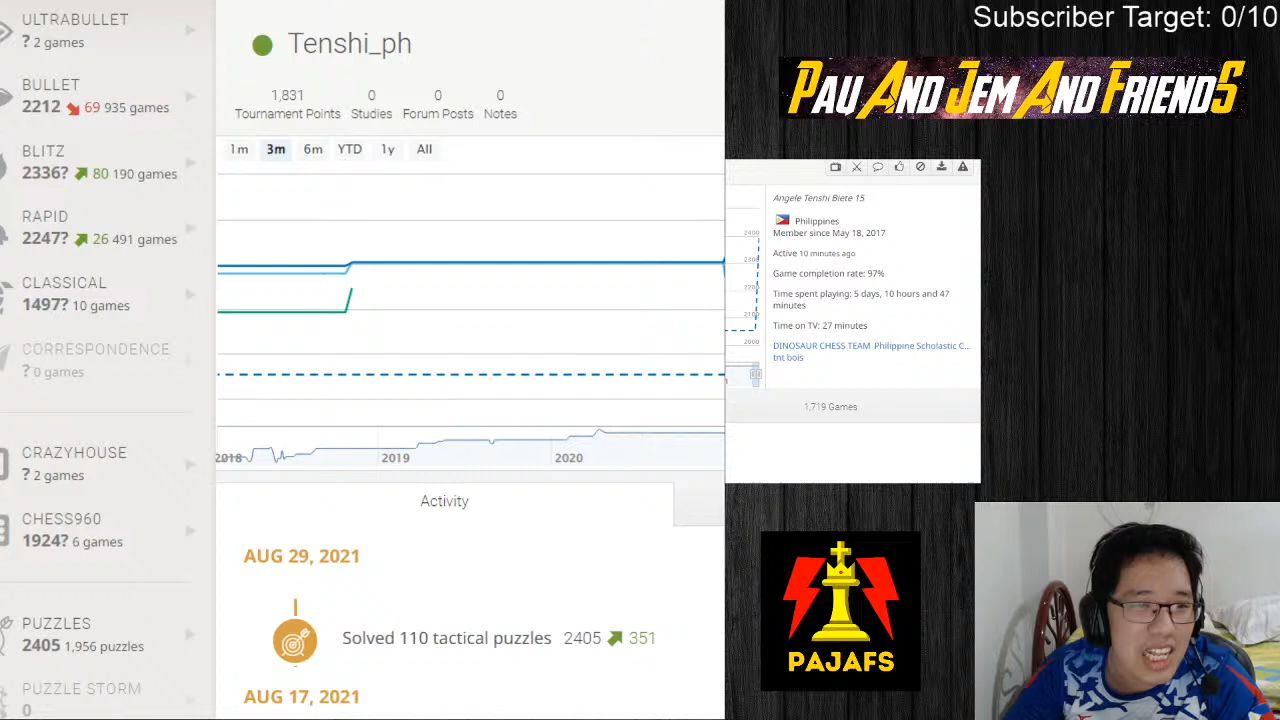 Subscriber Target: 0/10
PAU AND JEM AND FRIENDS
ULTRABULLET
? 2 games
BULLET
2212 69 935 games
BLITZ
2336? 80 190 games
RAPID
2247? 26 491 games
CLASSICAL
1497? 10 games
CORRESPONDENCE
? 0 games
CRAZYHOUSE
? 2 games
CHESS960
1924? 6 games
PUZZLES
2405 1,956 puzzles
PUZZLE STORM
0
Tenshi_ph
1,831 0 0 0
Tournament Points Studies Forum Posts Notes
1m 3m 6m YTD 1y All
2018 2019 2020
Activity
AUG 29, 2021
Solved 110 tactical puzzles 2405 351
AUG 17, 2021
2400
2300
2200
2100
2000
Angele Tenshi Biete 15
Philippines
Member since May 18, 2017
Active 10 minutes ago
Game completion rate: 97%
Time spent playing: 5 days, 10 hours and 47
minutes
Time on TV: 27 minutes
DINOSAUR CHESS TEAM Philippine Scholastic C...
tnt bois
1,719 Games
PAJAFS